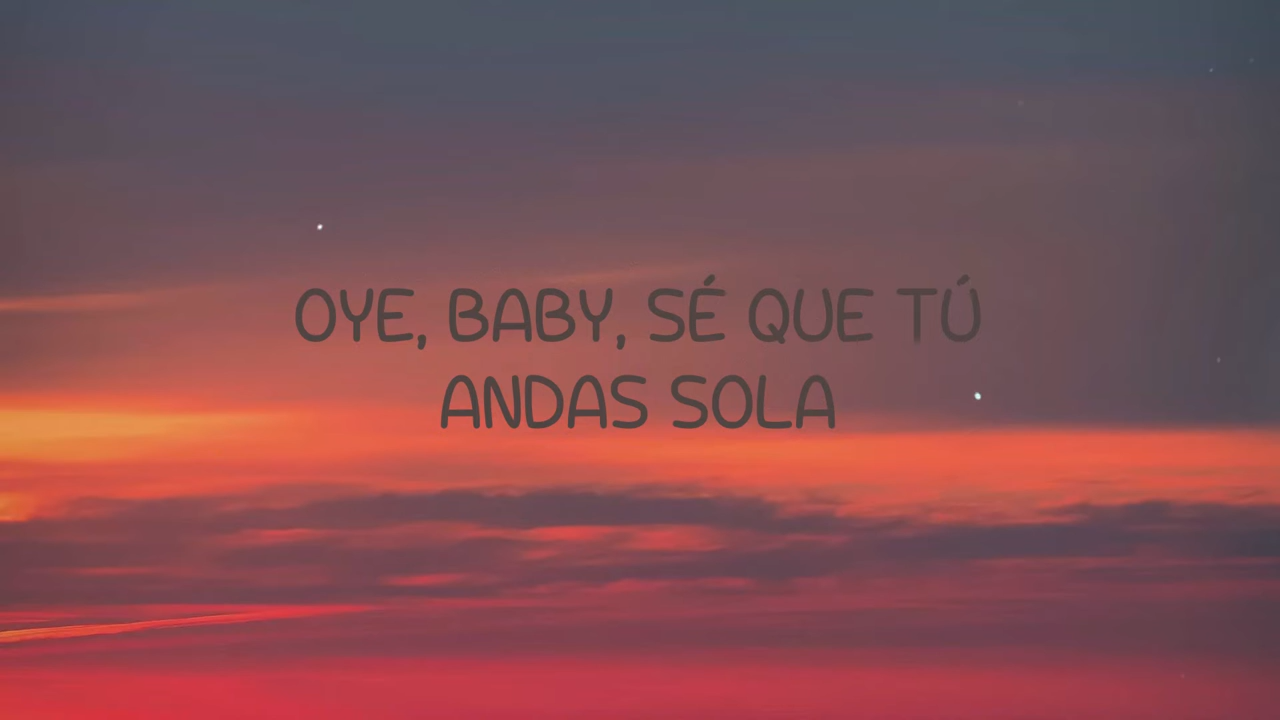 OYE, BABY, SÉ QUE TÚ
ANDAS SOLA